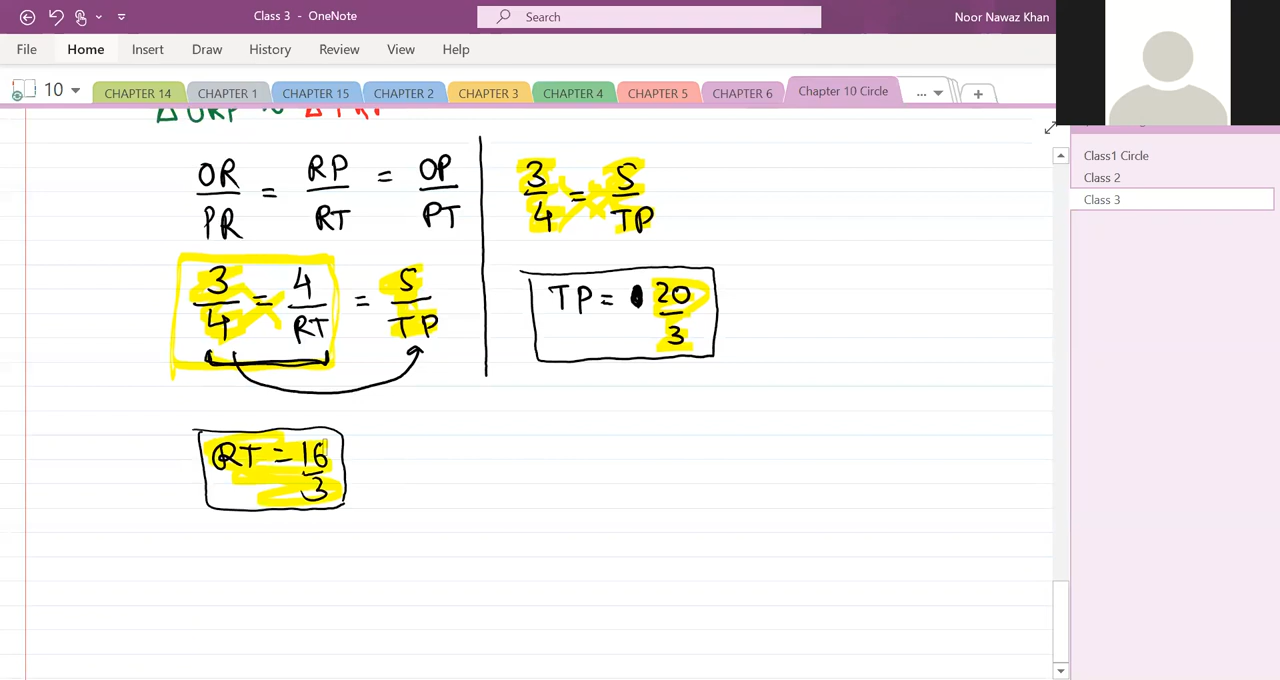 Class 3 - OneNote
Search
Noor Nawaz Khan
File Home Insert Draw History Review View Help
10 CHAPTER 14 CHAPTER 1 CHAPTER 15 CHAPTER 2 CHAPTER 3 CHAPTER 4 CHAPTER 5 CHAPTER 6 Chapter 10 Circle ... +
Class1 Circle
Class 2
Class 3
OR/PR = RP/RT = OP/PT
3/4 = 4/RT = 5/TP
RT = 16/3
3/4 = 5/TP
TP = 20/3